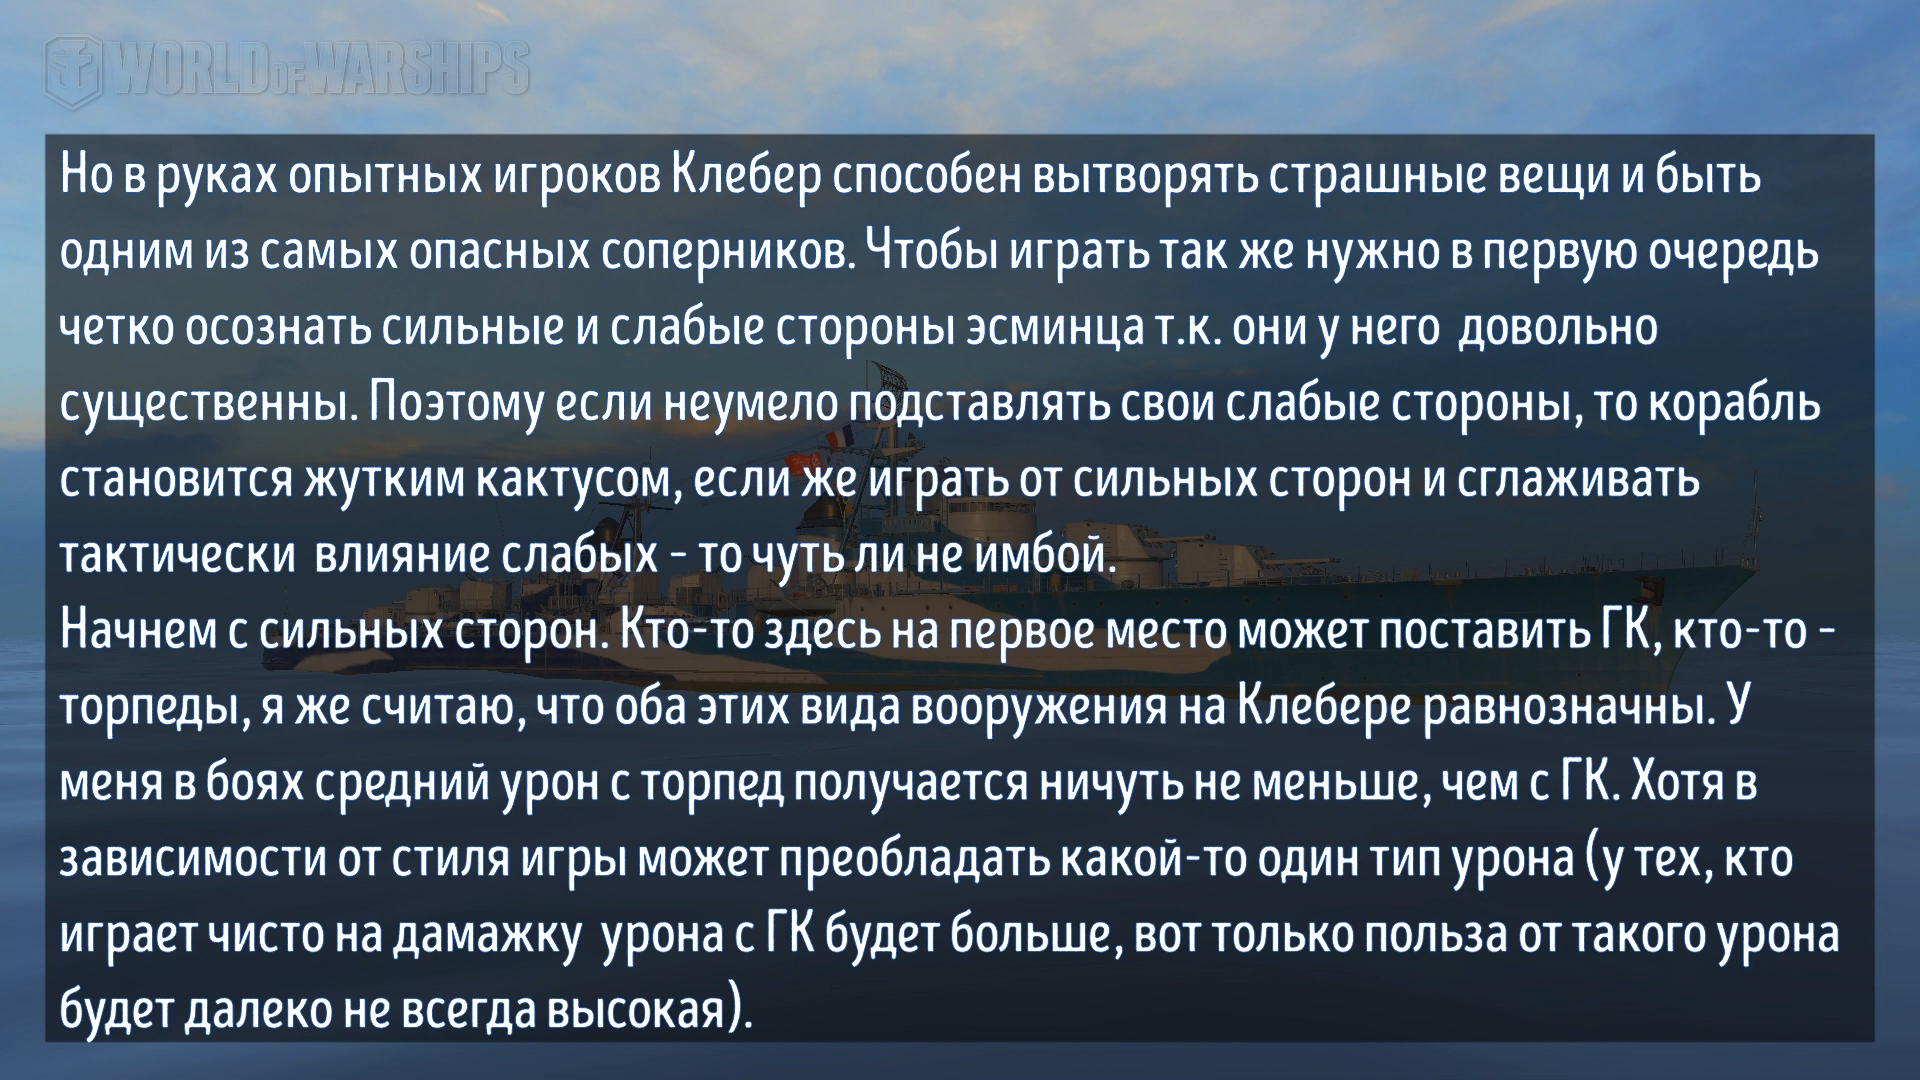 WORLD OF WARSHIPS
Но в руках опытных игроков Клебер способен вытворять страшные вещи и быть
одним из самых опасных соперников. Чтобы играть так же нужно в первую очередь
четко осознать сильные и слабые стороны эсминца т.к. они у него  довольно
существенны. Поэтому если неумело подставлять свои слабые стороны, то корабль
становится жутким кактусом, если же играть от сильных сторон и сглаживать
тактически  влияние слабых - то чуть ли не имбой.
Начнем с сильных сторон. Кто-то здесь на первое место может поставить ГК, кто-то -
торпеды, я же считаю, что оба этих вида вооружения на Клебере равнозначны. У
меня в боях средний урон с торпед получается ничуть не меньше, чем с ГК. Хотя в
зависимости от стиля игры может преобладать какой-то один тип урона (у тех, кто
играет чисто на дамажку  урона с ГК будет больше, вот только польза от такого урона
будет далеко не всегда высокая).